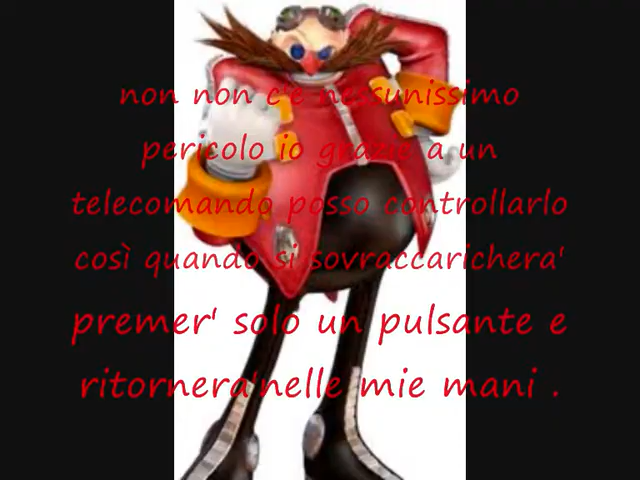 non non c'è nessunissimo
pericolo io grazie a un
telecomando posso controllarlo
così quando si sovraccarichera'
premer' solo un pulsante e
ritornera'nelle mie mani .